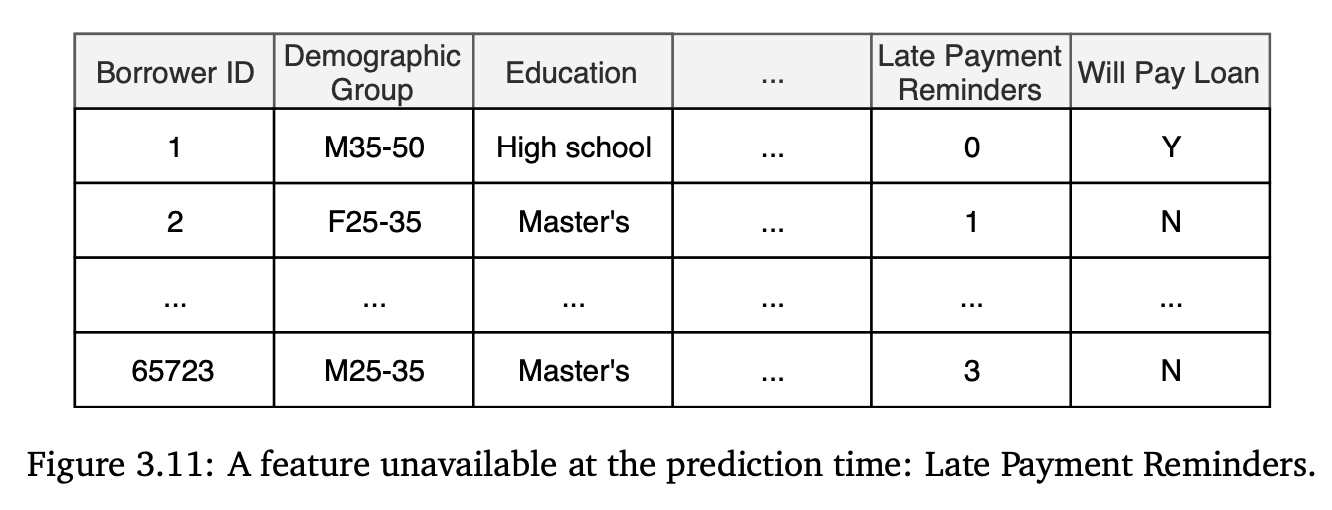 Borrower ID Demographic Group Education ... Late Payment Reminders Will Pay Loan
1 M35-50 High school ... 0 Y
2 F25-35 Master's ... 1 N
... ... ... ... ... ...
65723 M25-35 Master's ... 3 N
Figure 3.11: A feature unavailable at the prediction time: Late Payment Reminders.